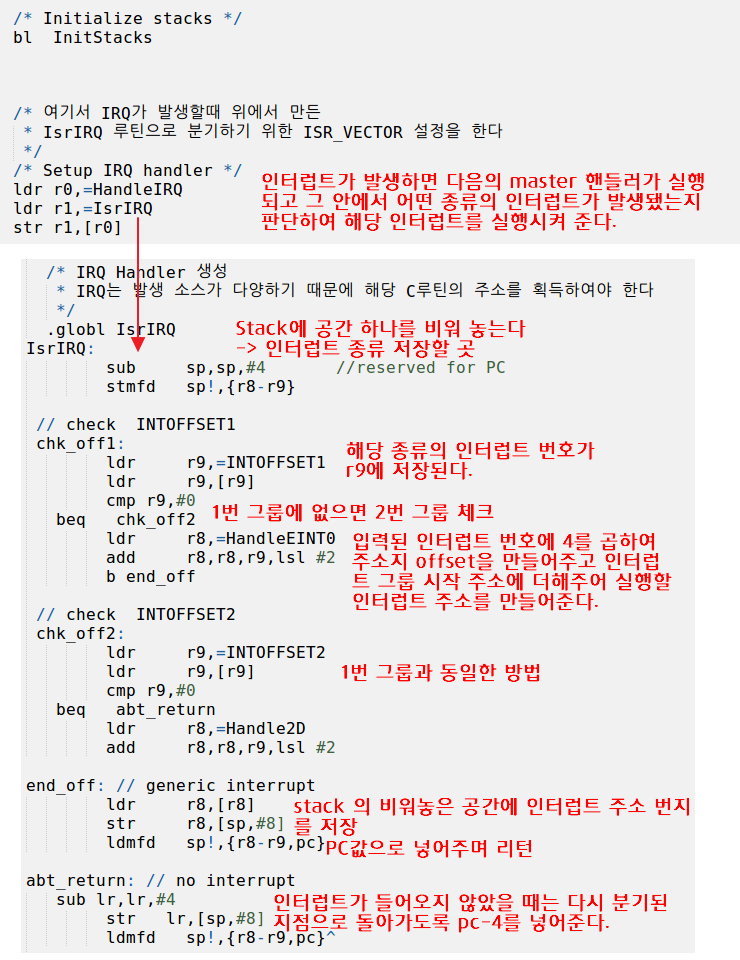 /* Initialize stacks */
bl  InitStacks
/* 여기서 IRQ가 발생할때 위에서 만든
 * IsrIRQ 루틴으로 분기하기 위한 ISR_VECTOR 설정을 한다
 */
/* Setup IRQ handler */
ldr r0,=HandleIRQ
ldr r1,=IsrIRQ
str r1,[r0]
인터럽트가 발생하면 다음의 master 핸들러가 실행
되고 그 안에서 어떤 종류의 인터럽트가 발생됐는지
판단하여 해당 인터럽트를 실행시켜 준다.
/* IRQ Handler 생성
 * IRQ는 발생 소스가 다양하기 때문에 해당 C루틴의 주소를 획득하여야 한다
 */
.globl IsrIRQ
Stack에 공간 하나를 비워 놓는다
IsrIRQ:
-> 인터럽트 종류 저장할 곳
sub     sp,sp,#4        //reserved for PC
stmfd   sp!,{r8-r9}
// check  INTOFFSET1
chk_off1:
ldr     r9,=INTOFFSET1
ldr     r9,[r9]
cmp r9,#0
해당 종류의 인터럽트 번호가
r9에 저장된다.
beq   chk_off2
1번 그룹에 없으면 2번 그룹 체크
ldr     r8,=HandleEINT0
add     r8,r8,r9,lsl #2
b end_off
입력된 인터럽트 번호에 4를 곱하여
주소지 offset을 만들어주고 인터럽
트 그룹 시작 주소에 더해주어 실행할
인터럽트 주소를 만들어준다.
// check  INTOFFSET2
chk_off2:
ldr     r9,=INTOFFSET2
ldr     r9,[r9]
1번 그룹과 동일한 방법
cmp r9,#0
beq   abt_return
ldr     r8,=Handle2D
add     r8,r8,r9,lsl #2
end_off: // generic interrupt
ldr     r8,[r8]
str     r8,[sp,#8]
stack 의 비워놓은 공간에 인터럽트 주소 번지
를 저장
ldmfd   sp!,{r8-r9,pc}
PC값으로 넣어주며 리턴
abt_return: // no interrupt
sub lr,lr,#4
str   lr,[sp,#8]
인터럽트가 들어오지 않았을 때는 다시 분기된
지점으로 돌아가도록 pc-4를 넣어준다.
ldmfd   sp!,{r8-r9,pc}^